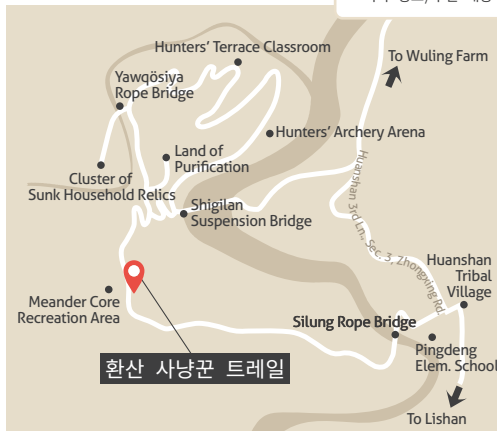 Hunters' Terrace Classroom
To Wuling Farm
Yawqösiya
Rope Bridge
Hunters' Archery Arena
Land of
Purification
Cluster of
Sunk Household Relics
Shigilan
Suspension Bridge
Huanshan 3rd Ln., Sec. 3, Zhongxing Rd.
Huanshan
Tribal
Village
Meander Core
Recreation Area
Silung Rope Bridge
Pingdeng
Elem. School
환산 사냥꾼 트레일
To Lishan